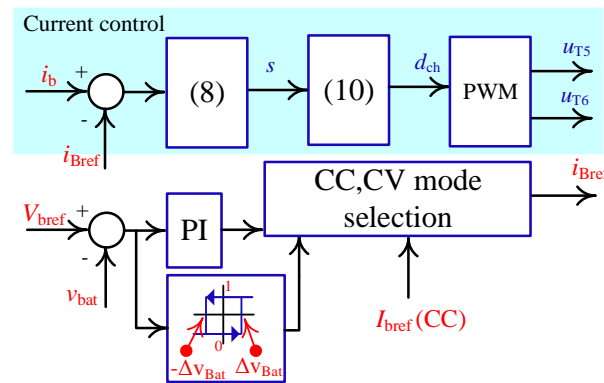 Current control
i_b + - i_Bref
(8)
s
(10)
d_ch
PWM
u_T5
u_T6
V_bref + - v_bat
PI
CC,CV mode
selection
i_Bref
1
0
-Δv_Bat Δv_Bat
I_bref (CC)